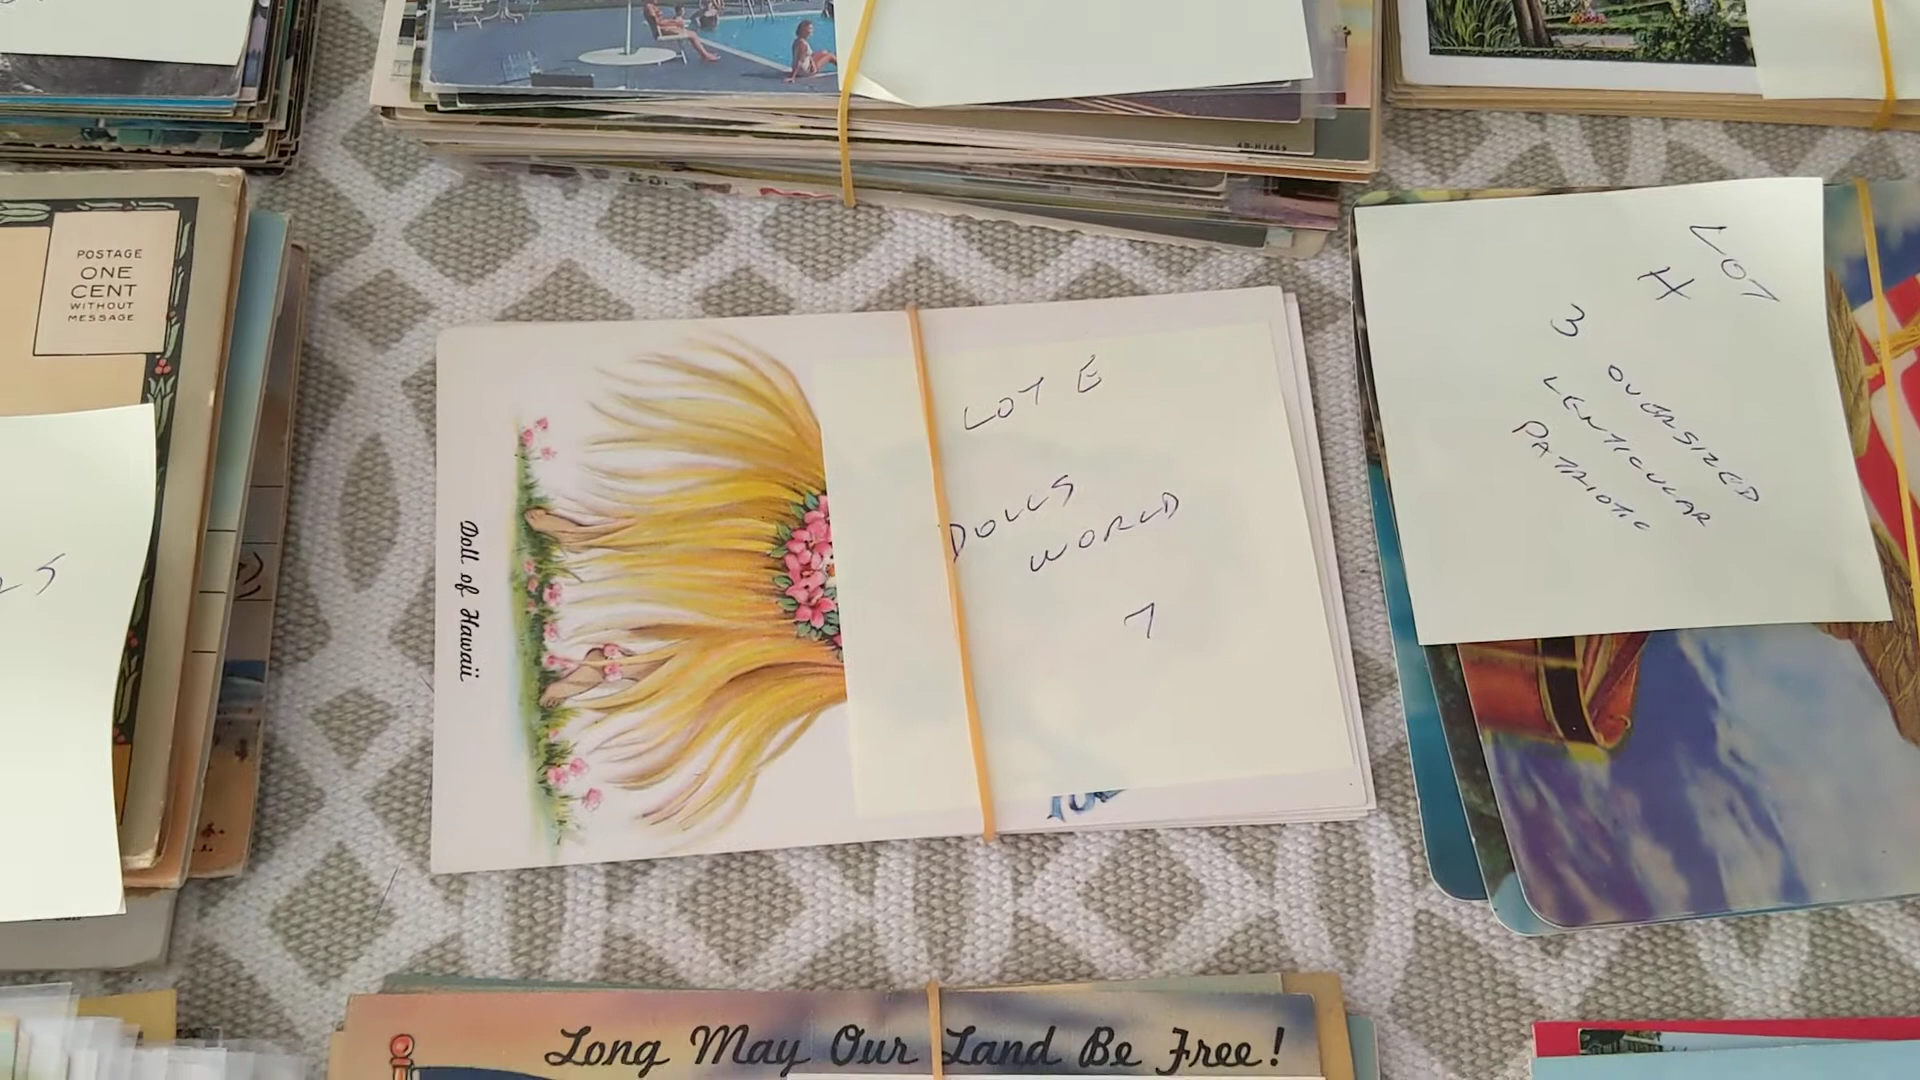 POSTAGE
ONE
CENT
WITHOUT
MESSAGE
LOT E
DOLLS
WORLD
7
Doll of Hawaii
LOT
H
3 OVERSIZED
LENTICULAR
PATRIOTIC
Long May Our Land Be Free!